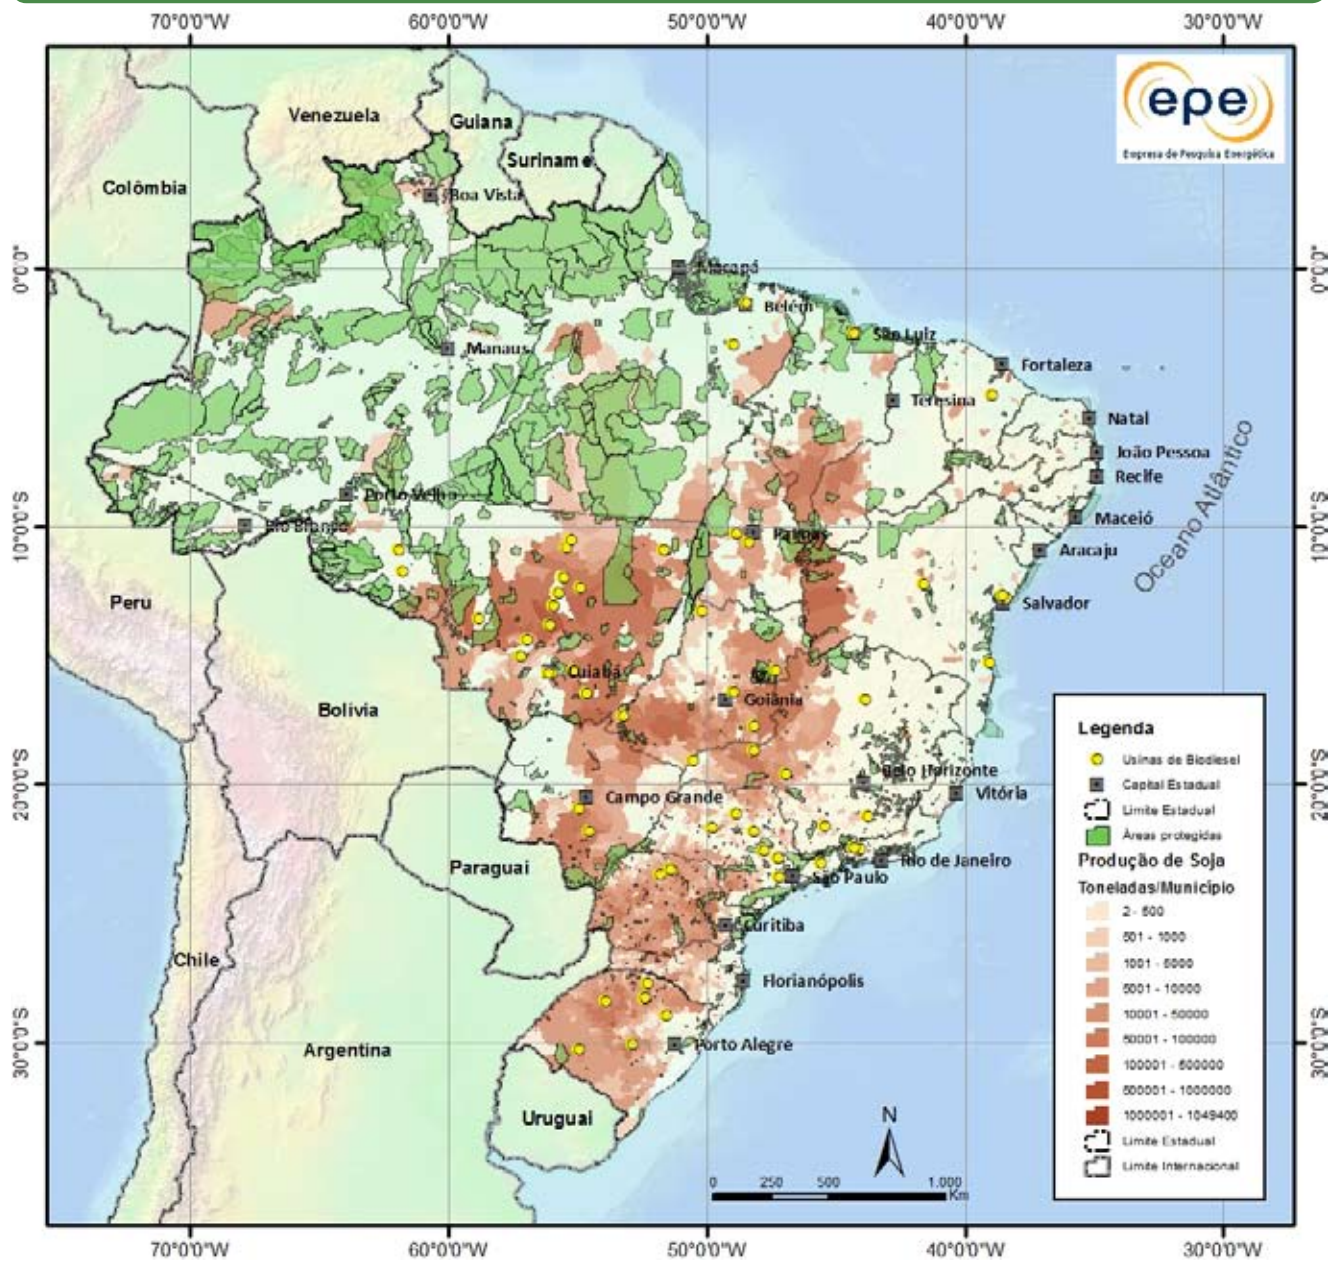 70°0'0"W
60°0'0"W
50°0'0"W
40°0'0"W
30°0'0"W
epe
Empresa de Pesquisa Energética
Venezuela
Guiana
Suriname
Colômbia
Boa Vista
0°0'0"
0°0'0"
Macapá
Belém
São Luiz
Manaus
Fortaleza
Teresina
Natal
João Pessoa
Recife
Porto Velho
Maceió
Rio Branco
Palmas
10°0'0"S
10°0'0"S
Aracaju
Oceano Atlântico
Peru
Salvador
Cuiabá
Bolívia
Goiânia
Legenda
Usinas de Biodiesel
Capital Estadual
Limite Estadual
Áreas protegidas
Produção de Soja
Toneladas/Município
2 - 500
501 - 1000
1001 - 5000
5001 - 10000
10001 - 50000
50001 - 100000
100001 - 500000
500001 - 1000000
1000001 - 1049400
Limite Estadual
Limite Internacional
Belo Horizonte
20°0'0"S
20°0'0"S
Campo Grande
Vitória
Paraguai
Rio de Janeiro
São Paulo
Curitiba
Chile
Florianópolis
Argentina
Porto Alegre
30°0'0"S
30°0'0"S
Uruguai
N
0 250 500 1.000
Km
70°0'0"W
60°0'0"W
50°0'0"W
40°0'0"W
30°0'0"W